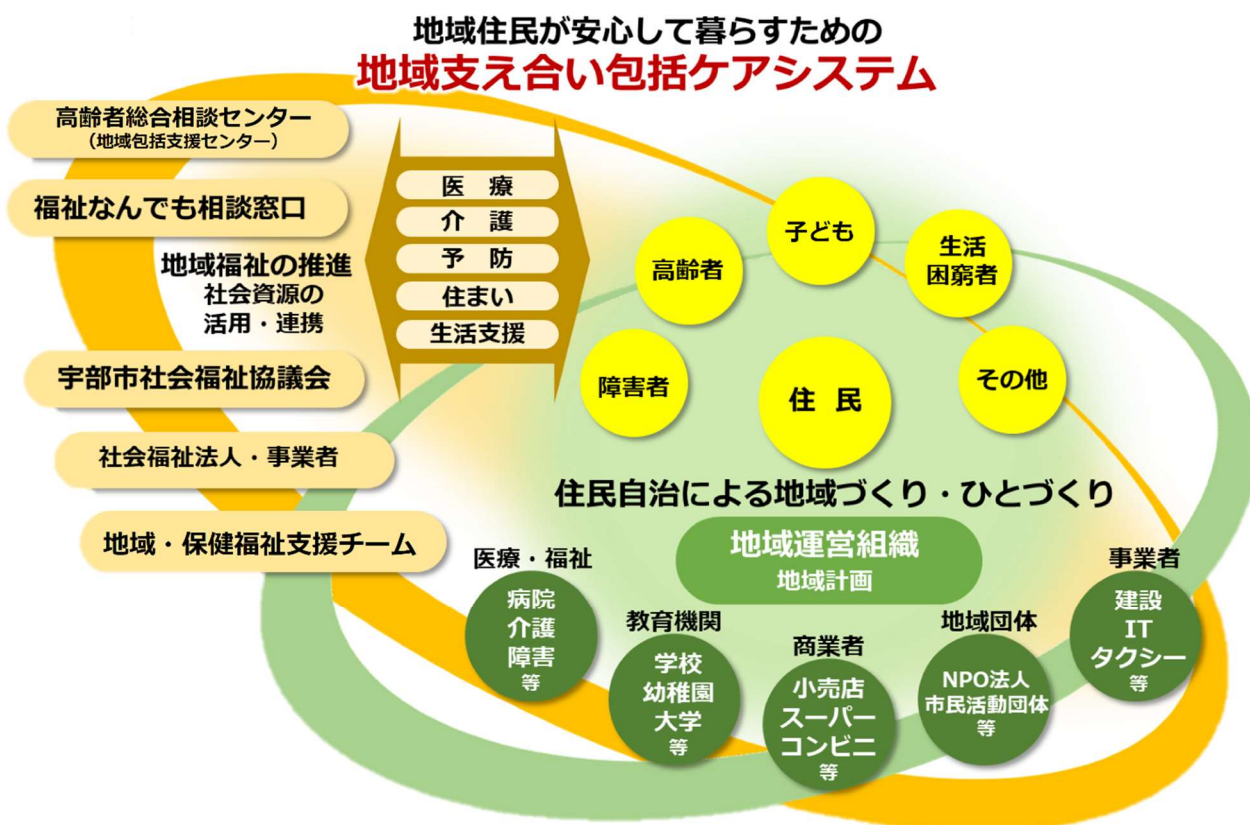 地域住民が安心して暮らすための
地域支え合い包括ケアシステム
高齢者総合相談センター
（地域包括支援センター）
福祉なんでも相談窓口
地域福祉の推進
社会資源の
活用・連携
宇部市社会福祉協議会
社会福祉法人・事業者
地域・保健福祉支援チーム
医 療
介 護
予 防
住まい
生活支援
子ども
高齢者
生活
困窮者
障害者
住 民
その他
住民自治による地域づくり・ひとづくり
地域運営組織
地域計画
医療・福祉
病院
介護
障害
等
教育機関
学校
幼稚園
大学
等
商業者
小売店
スーパー
コンビニ
等
地域団体
NPO法人
市民活動団体
等
事業者
建設
IT
タクシー
等